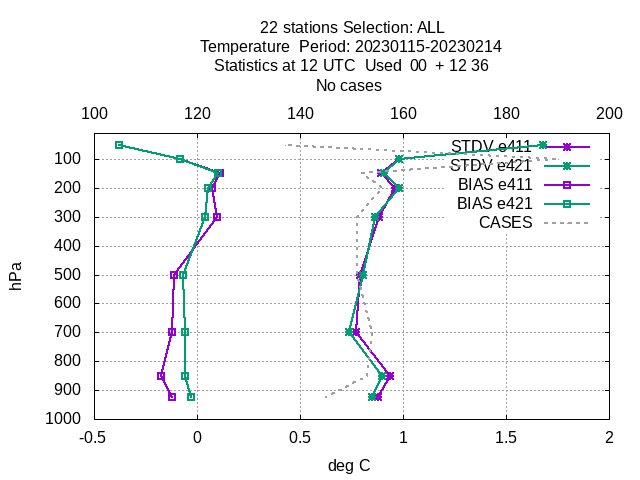 22 stations Selection: ALL
Temperature  Period: 20230115-20230214
Statistics at 12 UTC  Used  00  + 12 36
No cases
100 120 140 160 180 200
STDV e411
STDV e421
BIAS e411
BIAS e421
CASES
hPa
100
200
300
400
500
600
700
800
900
1000
-0.5 0 0.5 1 1.5 2
deg C